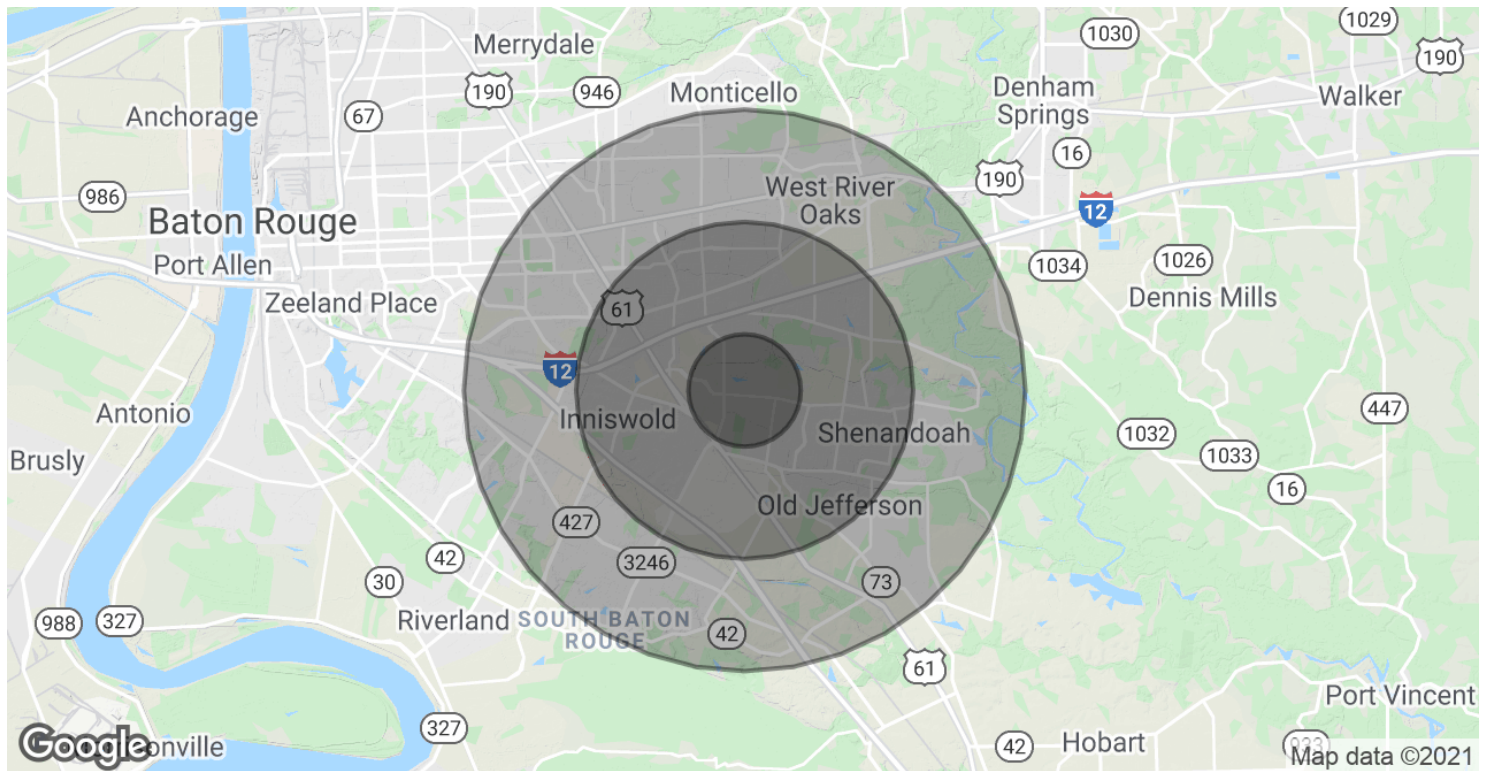 1029
1030
Merrydale
190
190
946
Monticello
Denham
Springs
Walker
Anchorage
67
16
986
190
West River
Oaks
12
Baton Rouge
Port Allen
1034
1026
Zeeland Place
61
Dennis Mills
12
Antonio
Inniswold
Shenandoah
447
1032
1033
Brusly
16
Old Jefferson
427
42
3246
30
73
988
327
Riverland
SOUTH BATON
ROUGE
42
61
Port Vincent
327
Google
42
Hobart
Map data ©2021